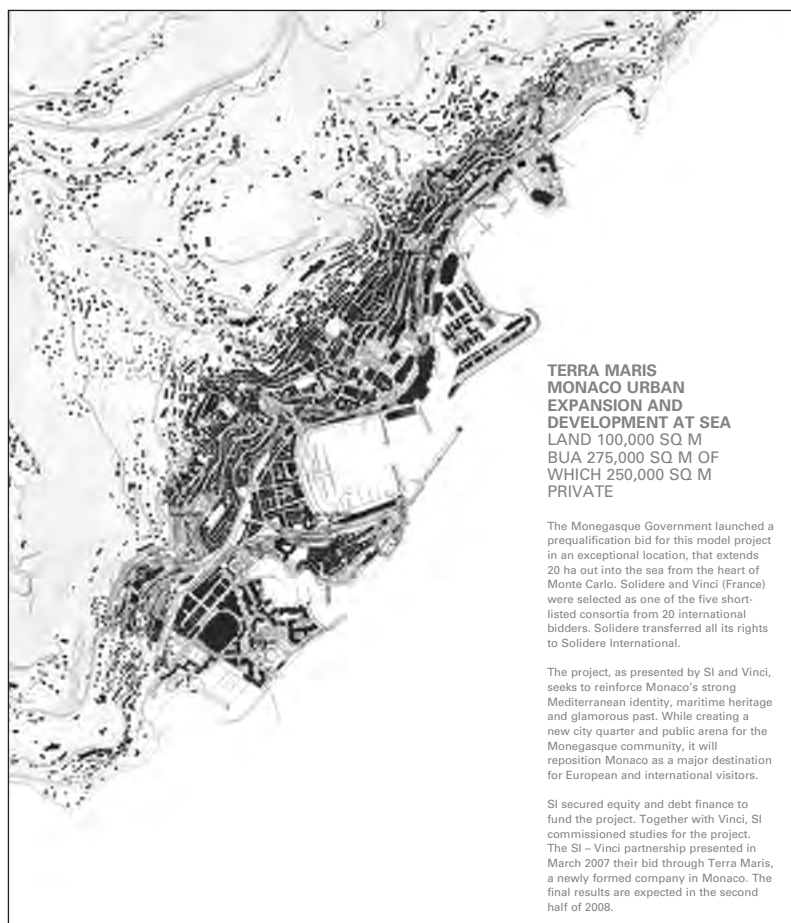 TERRA MARIS
MONACO URBAN
EXPANSION AND
DEVELOPMENT AT SEA
LAND 100,000 SQ M
BUA 275,000 SQ M OF
WHICH 250,000 SQ M
PRIVATE
The Monegasque Government launched a
prequalification bid for this model project
in an exceptional location, that extends
20 ha out into the sea from the heart of
Monte Carlo. Solidere and Vinci (France)
were selected as one of the five short-
listed consortia from 20 international
bidders. Solidere transferred all its rights
to Solidere International.
The project, as presented by SI and Vinci,
seeks to reinforce Monaco's strong
Mediterranean identity, maritime heritage
and glamorous past. While creating a
new city quarter and public arena for the
Monegasque community, it will
reposition Monaco as a major destination
for European and international visitors.
SI secured equity and debt finance to
fund the project. Together with Vinci, SI
commissioned studies for the project.
The SI – Vinci partnership presented in
March 2007 their bid through Terra Maris,
a newly formed company in Monaco. The
final results are expected in the second
half of 2008.